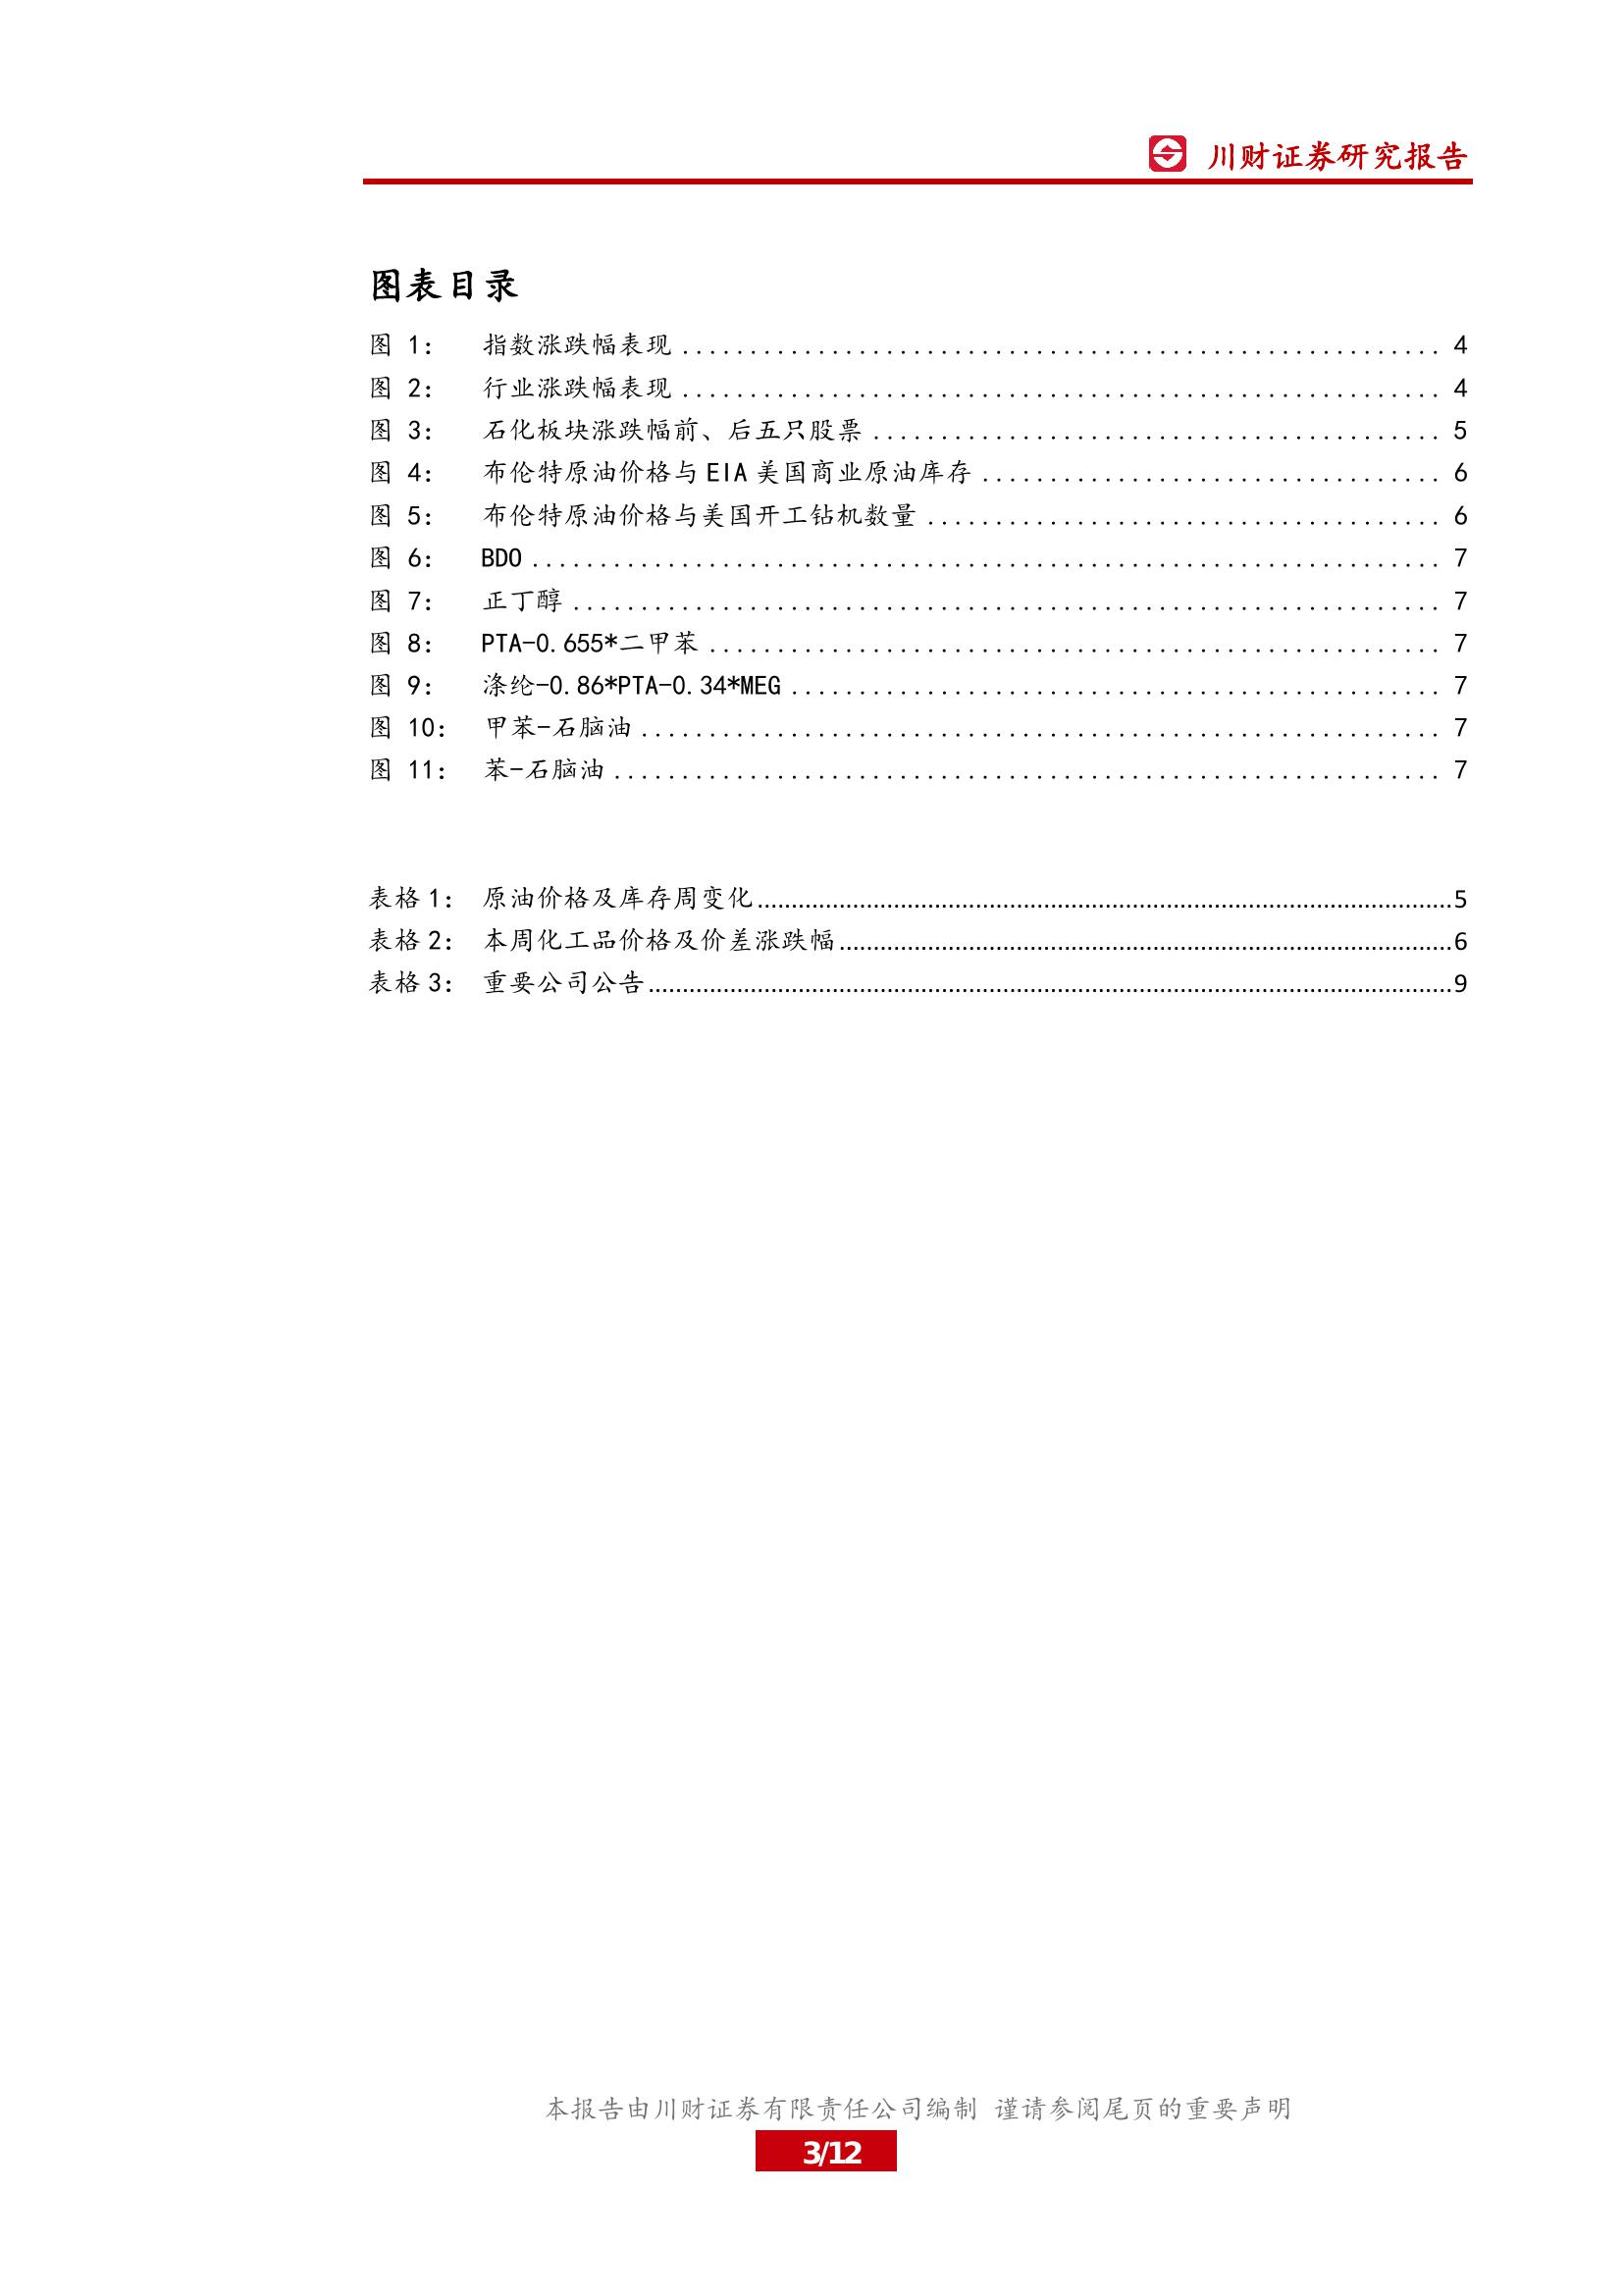 川财证券研究报告
图表目录
图 1: 指数涨跌幅表现 4
图 2: 行业涨跌幅表现 4
图 3: 石化板块涨跌幅前、后五只股票 5
图 4: 布伦特原油价格与 EIA 美国商业原油库存 6
图 5: 布伦特原油价格与美国开工钻机数量 6
图 6: BDO 7
图 7: 正丁醇 7
图 8: PTA-0.655*二甲苯 7
图 9: 涤纶-0.86*PTA-0.34*MEG 7
图 10: 甲苯-石脑油 7
图 11: 苯-石脑油 7
表格 1: 原油价格及库存周变化 5
表格 2: 本周化工品价格及价差涨跌幅 6
表格 3: 重要公司公告 9
本报告由川财证券有限责任公司编制 谨请参阅尾页的重要声明
3/12